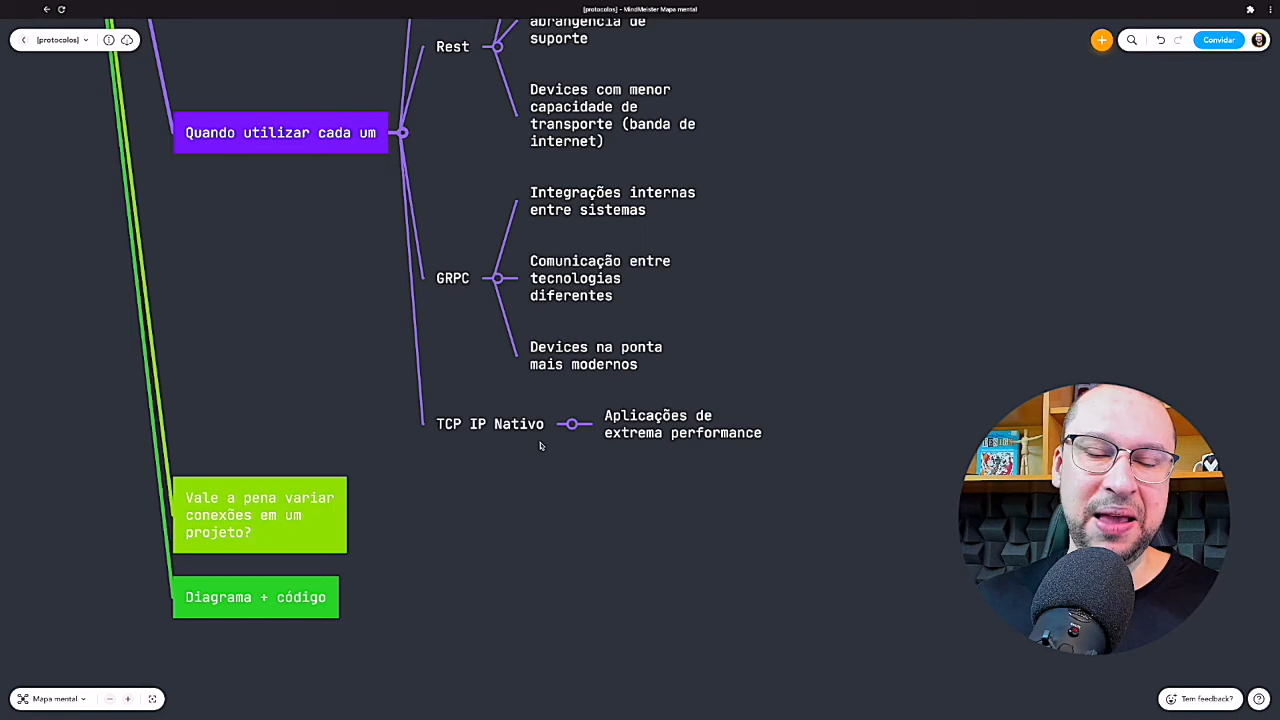 [protocolos] - MindMeister Mapa mental
[protocolos]
Convidar
abrangência de
suporte
Rest
Devices com menor
capacidade de
transporte (banda de
internet)
Quando utilizar cada um
Integrações internas
entre sistemas
Comunicação entre
tecnologias
diferentes
GRPC
Devices na ponta
mais modernos
TCP IP Nativo
Aplicações de
extrema performance
Vale a pena variar
conexões em um
projeto?
Diagrama + código
Mapa mental
Tem feedback?